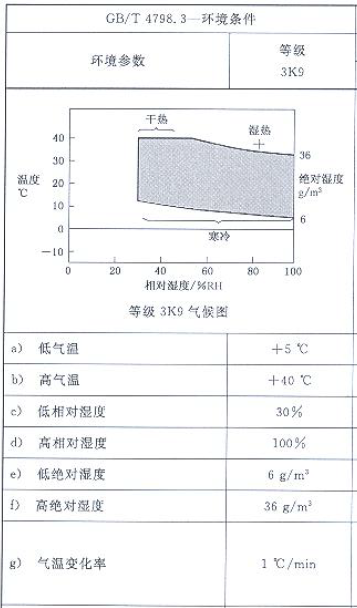 GB/T 4798.3—环境条件
环境参数
等级
3K9
干热
湿热
40
30
20
10
0
-10
温度
℃
36
绝对湿度
g/m³
6
寒冷
0 20 40 60 80 100
相对湿度/%RH
等级 3K9 气候图
a) 低气温 +5 ℃
b) 高气温 +40 ℃
c) 低相对湿度 30%
d) 高相对湿度 100%
e) 低绝对湿度 6 g/m³
f) 高绝对湿度 36 g/m³
g) 气温变化率 1 ℃/min